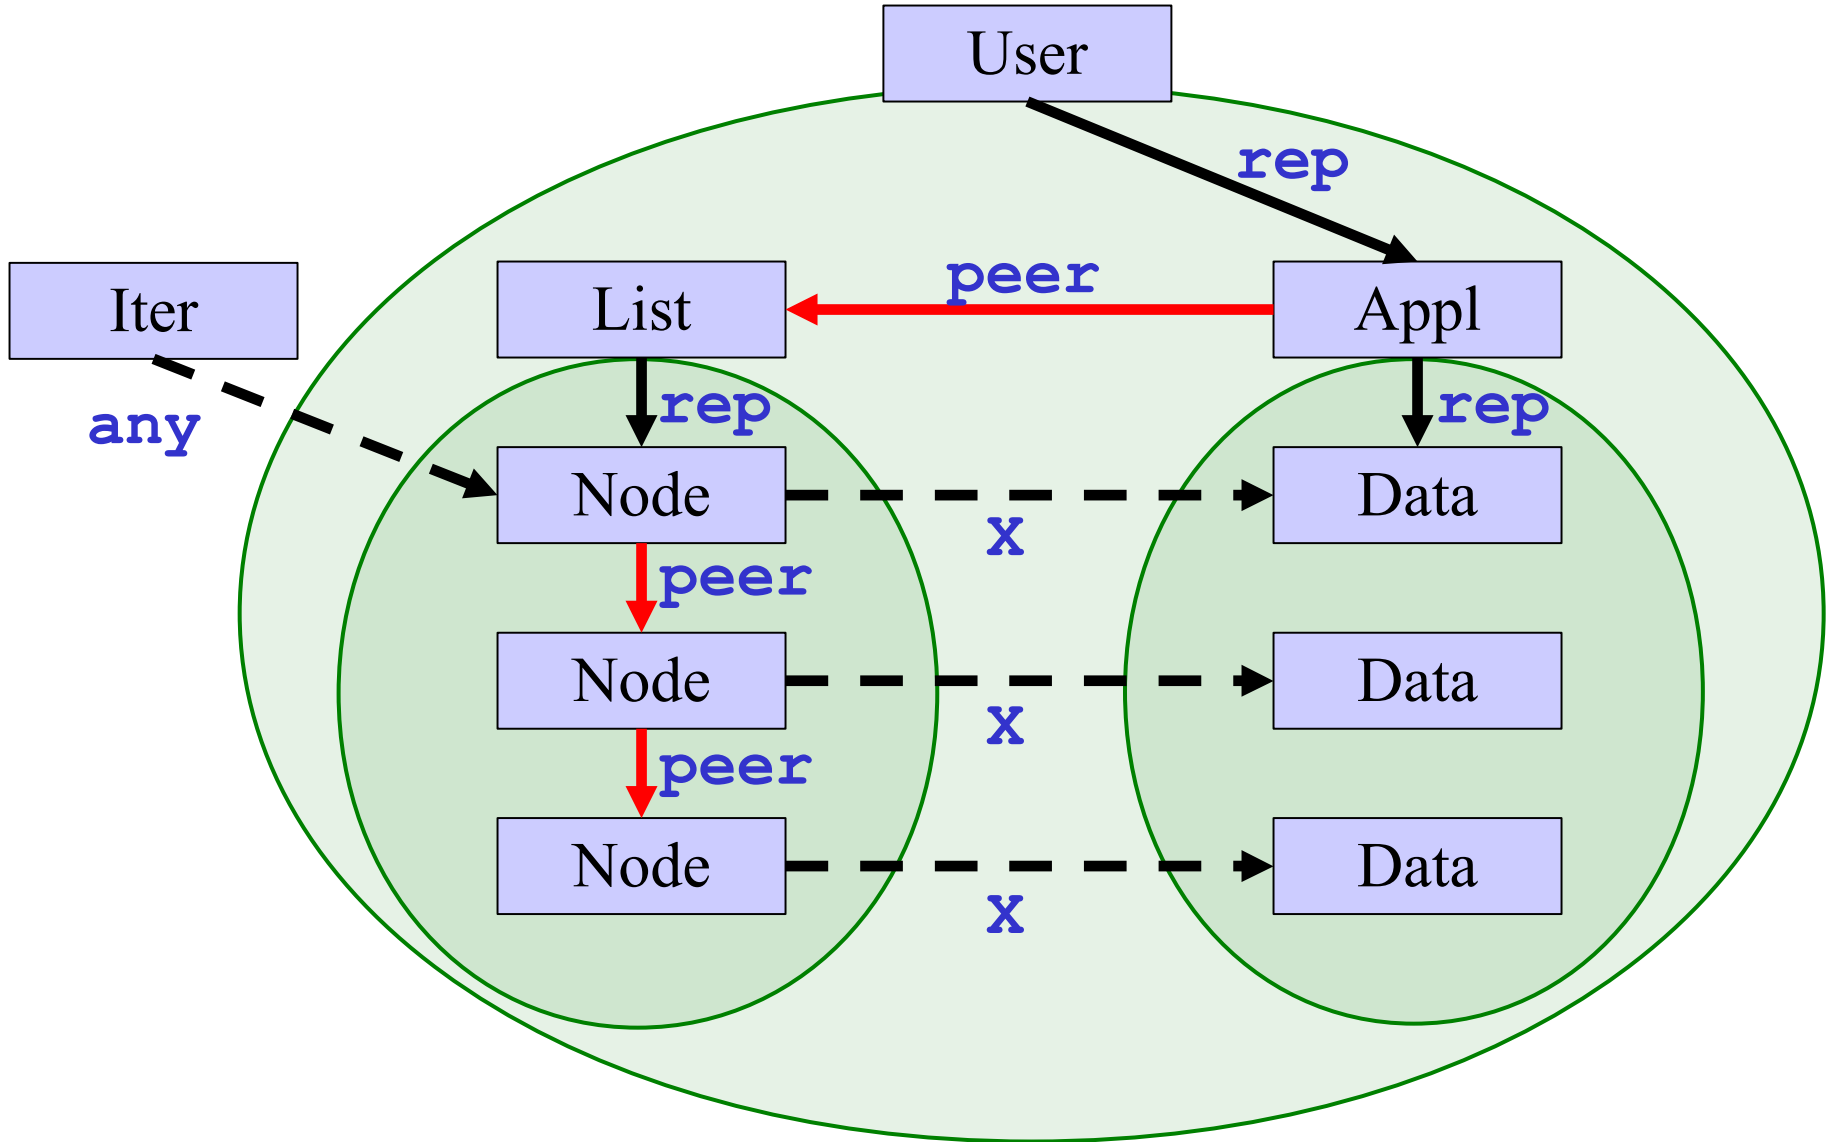 User
rep
Iter
List
peer
Appl
any
rep
rep
Node
x
Data
peer
Node
x
Data
peer
Node
x
Data